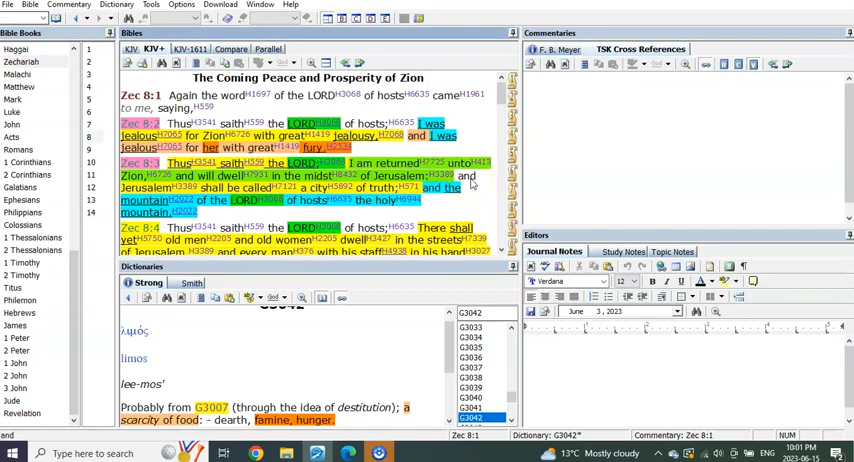 File View Bible Commentary Dictionary Tools Options Download Window Help
Bible Books
Bibles
Commentaries
KJV KJV+ KJV-1611 Compare Parallel
F. B. Meyer TSK Cross References
Haggai
Zechariah
Malachi
Matthew
Mark
Luke
John
Acts
Romans
1 Corinthians
2 Corinthians
Galatians
Ephesians
Philippians
Colossians
1 Thessalonians
2 Thessalonians
1 Timothy
2 Timothy
Titus
Philemon
Hebrews
James
1 Peter
2 Peter
1 John
2 John
3 John
Jude
Revelation
1
2
3
4
5
6
7
8
9
10
11
12
13
14
The Coming Peace and Prosperity of Zion
Zec 8:1 Again the word H1697 of the LORD H3068 of hosts H6635 came H1961
to me, saying, H559
Zec 8:2 Thus H3541 saith H559 the LORD H3068 of hosts; H6635 I was
jealous H7065 for Zion H6726 with great H1419 jealousy, H7068 and I was
jealous H7065 for her with great H1419 fury. H2534
Zec 8:3 Thus H3541 saith H559 the LORD; H3068 I am returned H7725 unto H413
Zion, H6726 and will dwell H7931 in the midst H8432 of Jerusalem: H3389 and
Jerusalem H3389 shall be called H7121 a city H5892 of truth; H571 and the
mountain H2022 of the LORD H3068 of hosts H6635 the holy H6944
mountain. H2022
Zec 8:4 Thus H3541 saith H559 the LORD H3068 of hosts; H6635 There shall
yet H5750 old men H2205 and old women H2205 dwell H3427 in the streets H7339
of Jerusalem, H3389 and every man H376 with his staff H4938 in his hand H3027
Dictionaries
Strong Smith
G3042
λιμός
limos
lee-mos'
Probably from G3007 (through the idea of destitution); a
scarcity of food: - dearth, famine, hunger.
G3042
G3033
G3034
G3035
G3036
G3037
G3038
G3039
G3040
G3041
G3042
Editors
Journal Notes Study Notes Topic Notes
Verdana 12 B I U A
June 3, 2023
1 2 3 4 5
and
Zec 8:1 Dictionary: G3042* Commentary: Zec 8:1 NUM
Type here to search
13°C Mostly cloudy
ENG
10:01 PM
2023-06-15
2